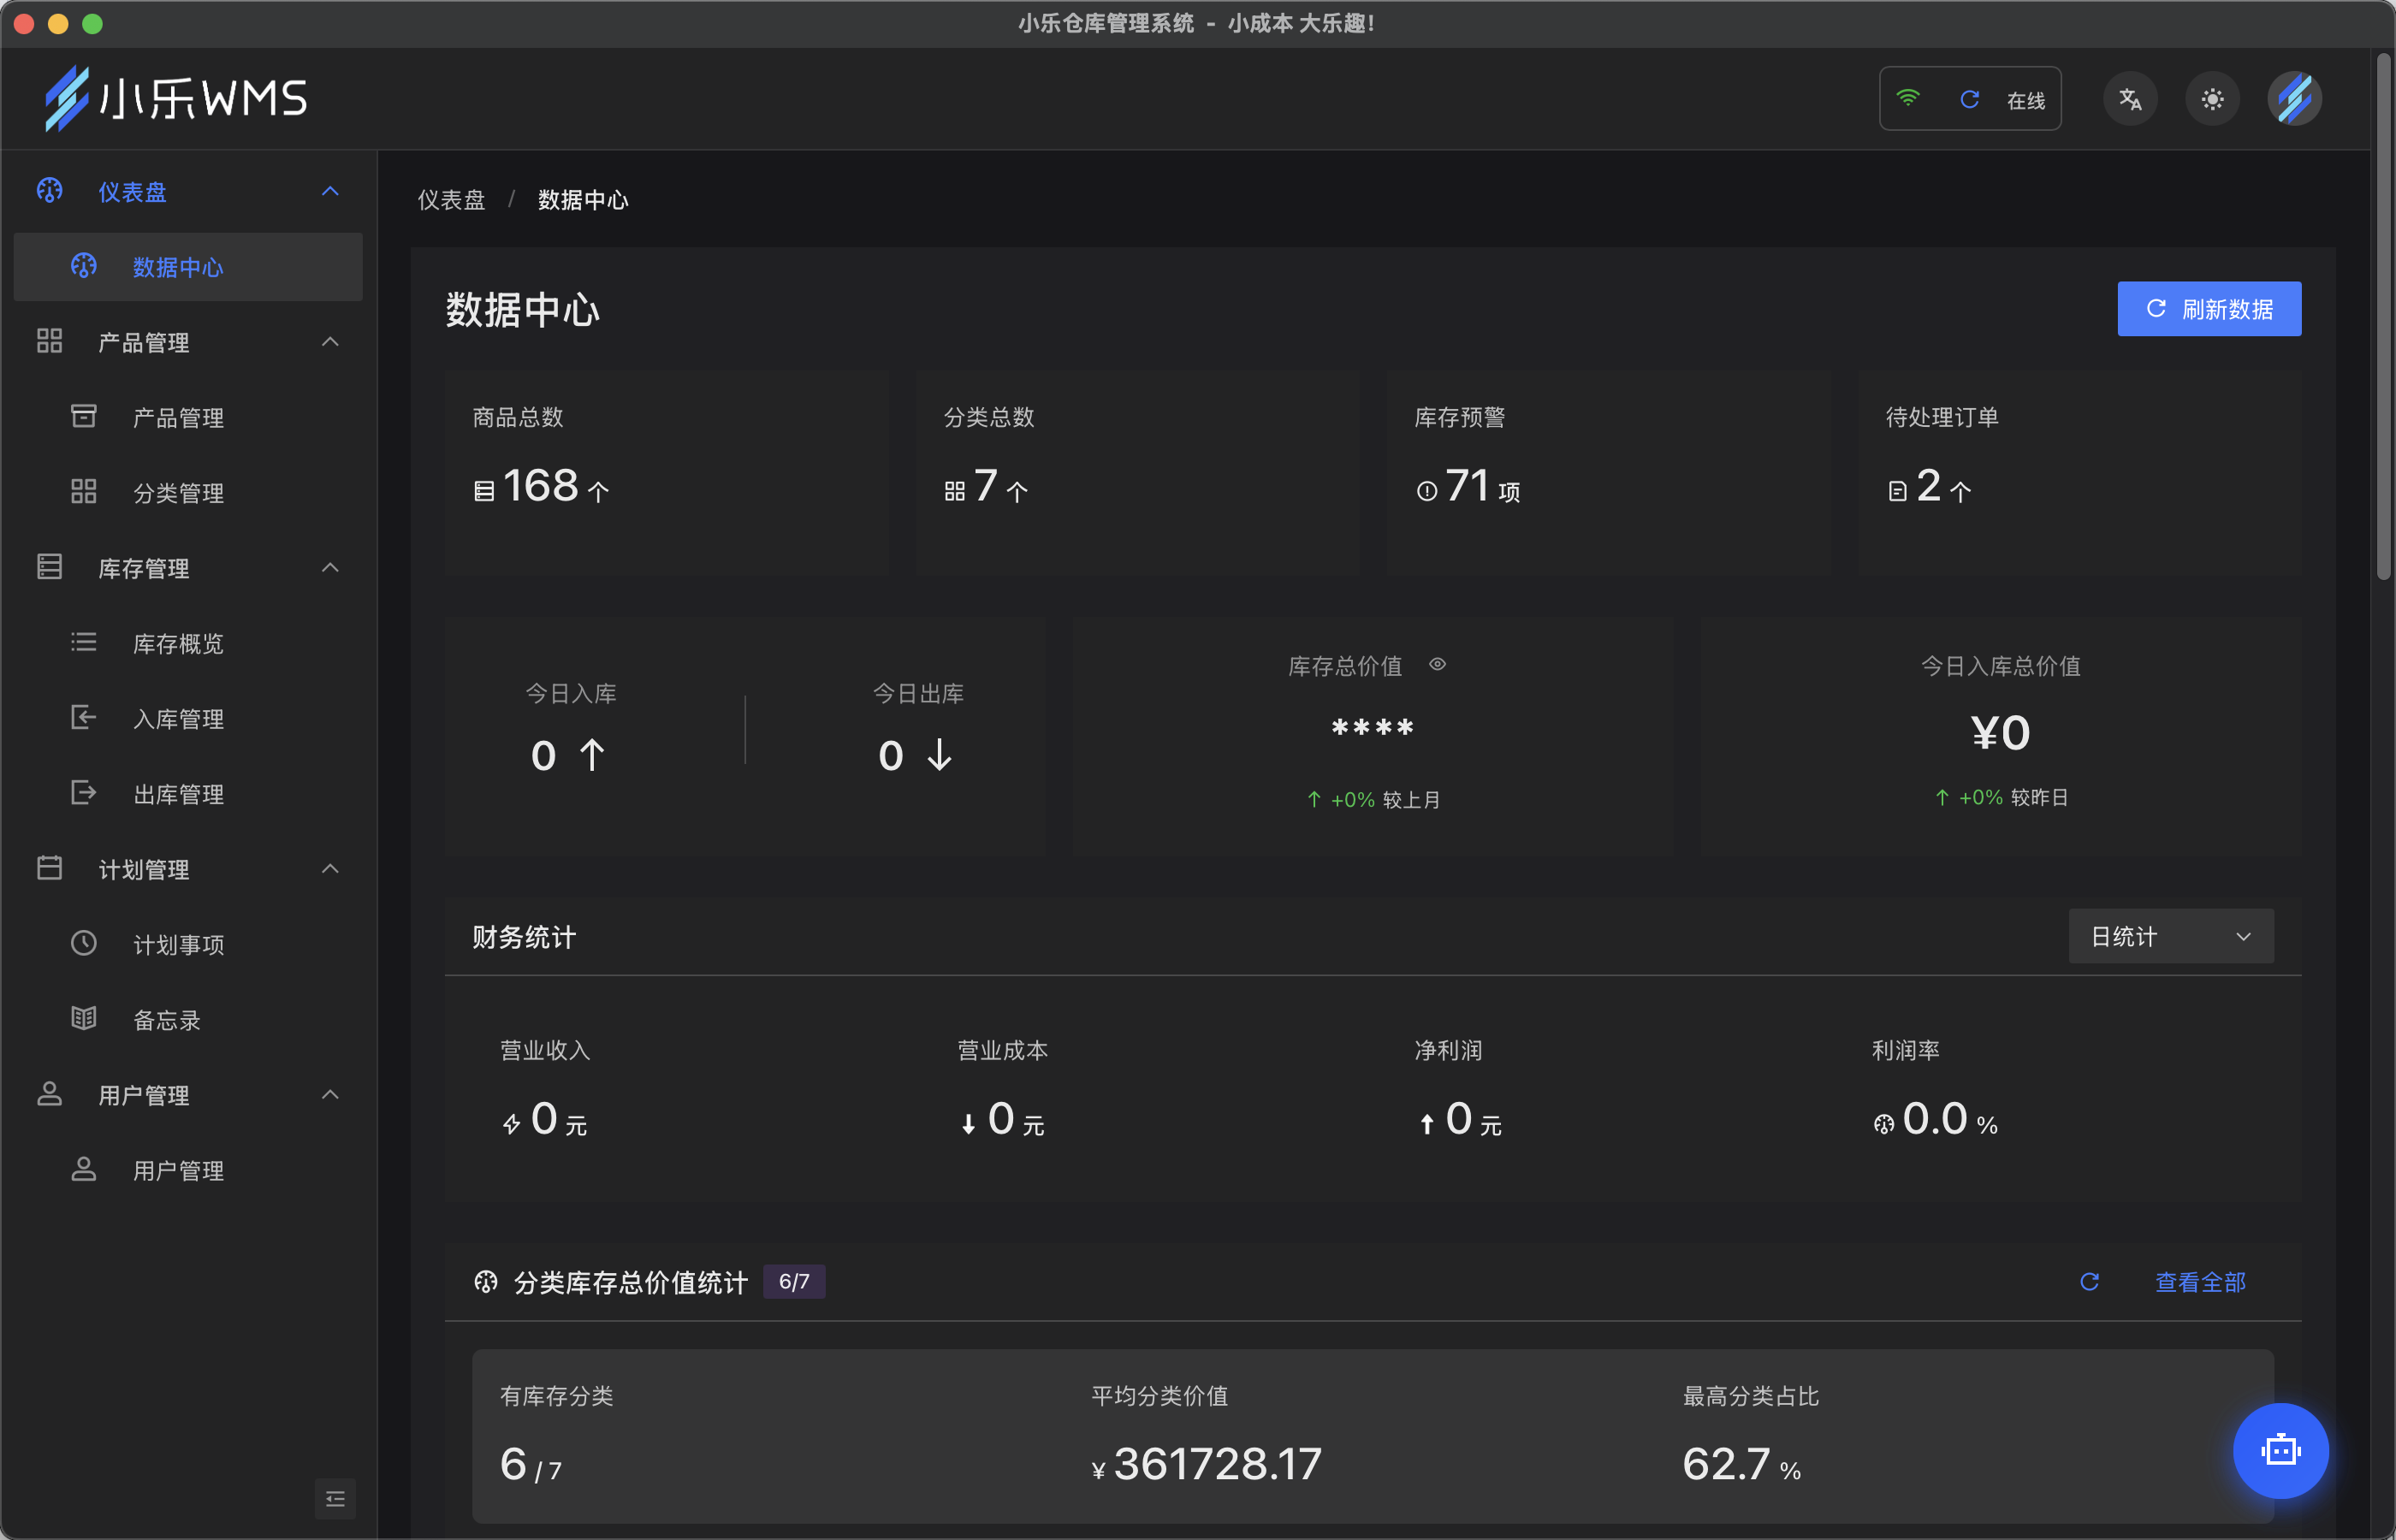 小乐仓库管理系统 - 小成本 大乐趣!
小乐WMS
在线
仪表盘
数据中心
产品管理
产品管理
分类管理
库存管理
库存概览
入库管理
出库管理
计划管理
计划事项
备忘录
用户管理
用户管理
仪表盘 / 数据中心
数据中心
刷新数据
商品总数
168 个
分类总数
7 个
库存预警
71 项
待处理订单
2 个
今日入库
0 ↑
今日出库
0 ↓
库存总价值
****
↑ +0% 较上月
今日入库总价值
¥0
↑ +0% 较昨日
财务统计
日统计
营业收入
0 元
营业成本
0 元
净利润
0 元
利润率
0.0 %
分类库存总价值统计 6/7
查看全部
有库存分类
6 / 7
平均分类价值
¥ 361728.17
最高分类占比
62.7 %